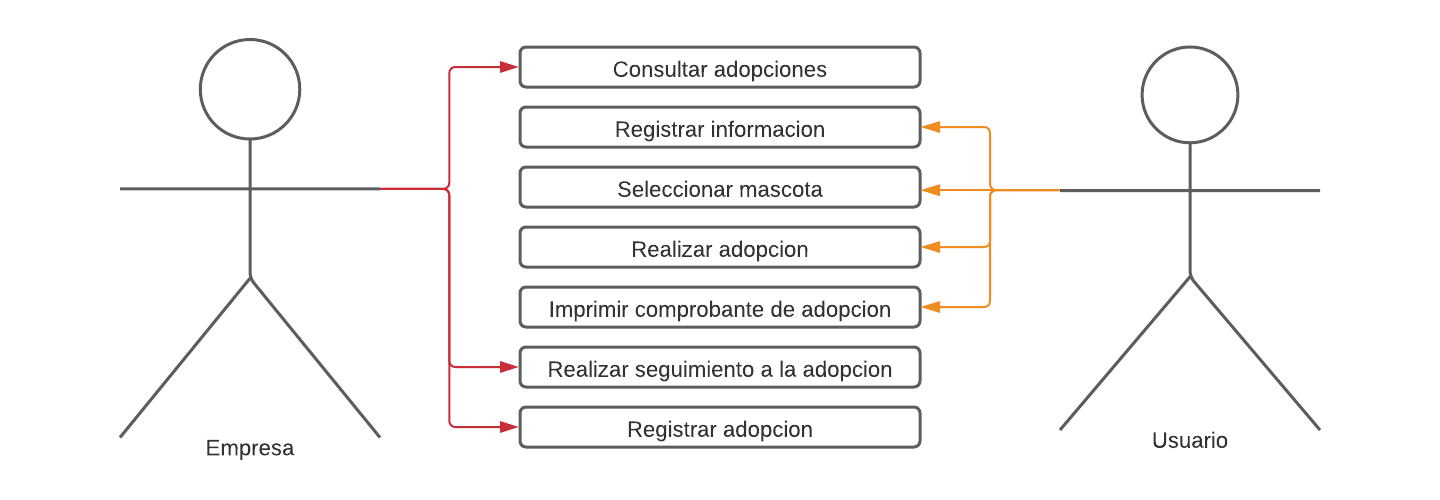 Consultar adopciones
Registrar informacion
Seleccionar mascota
Realizar adopcion
Imprimir comprobante de adopcion
Realizar seguimiento a la adopcion
Registrar adopcion
Empresa
Usuario